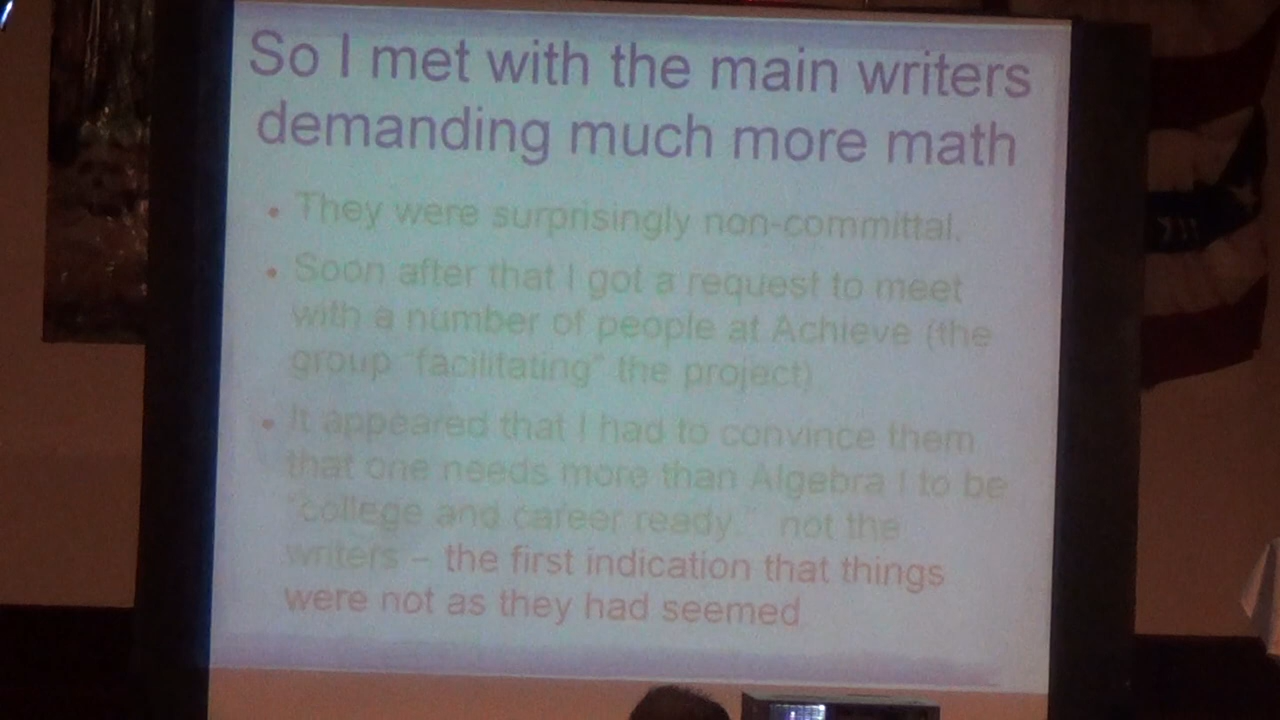 So I met with the main writers
demanding much more math
• They were surprisingly non-committal.
• Soon after that I got a request to meet
with a number of people at Achieve (the
group "facilitating" the project)
• It appeared that I had to convince them
that one needs more than Algebra I to be
"college and career ready" not the
writers – the first indication that things
were not as they had seemed